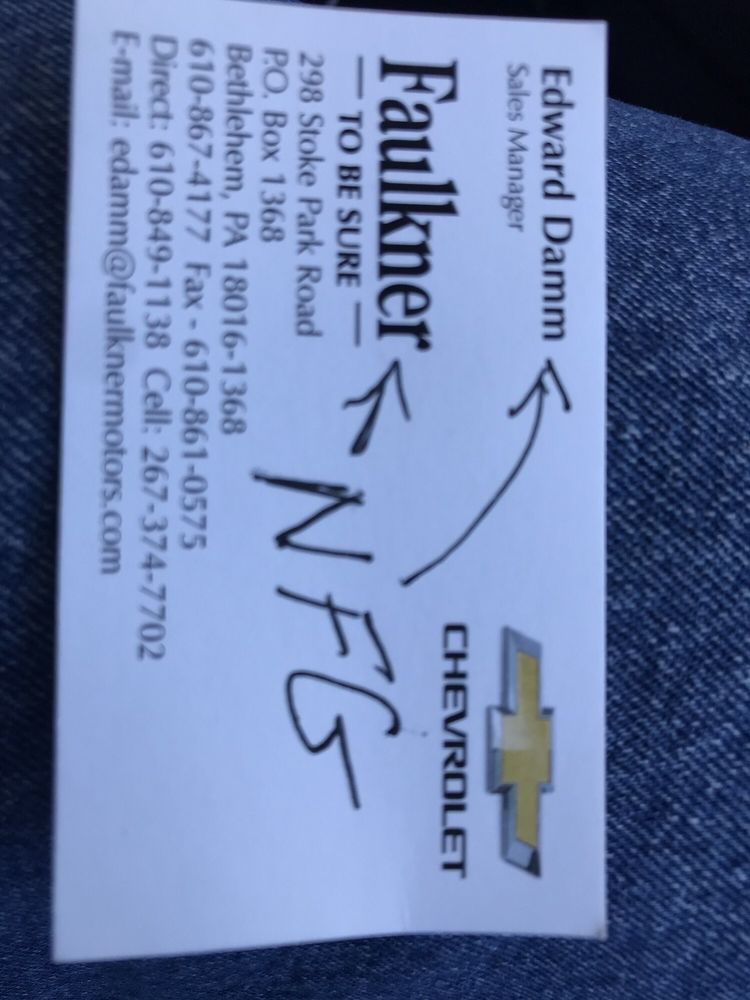 Edward Damm
Sales Manager
CHEVROLET
Faulkner
— TO BE SURE —
298 Stoke Park Road
P.O. Box 1368
Bethlehem, PA 18016-1368
610-867-4177 Fax - 610-861-0575
Direct: 610-849-1138 Cell: 267-374-7702
E-mail: edamm@faulknermotors.com
NFG